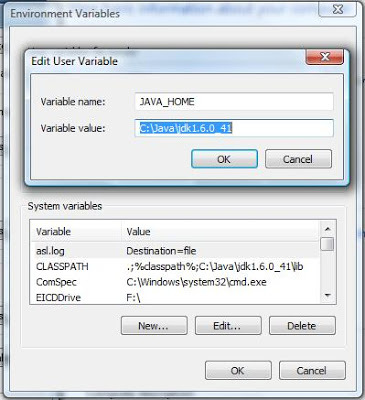 Environment Variables
Edit User Variable
Variable name: JAVA_HOME
Variable value: C:\Java\jdk1.6.0_41
OK Cancel
System variables
Variable Value
asl.log Destination=file
CLASSPATH .;%classpath%;C:\Java\jdk1.6.0_41\lib
ComSpec C:\Windows\system32\cmd.exe
EICDDrive F:\
New... Edit... Delete
OK Cancel